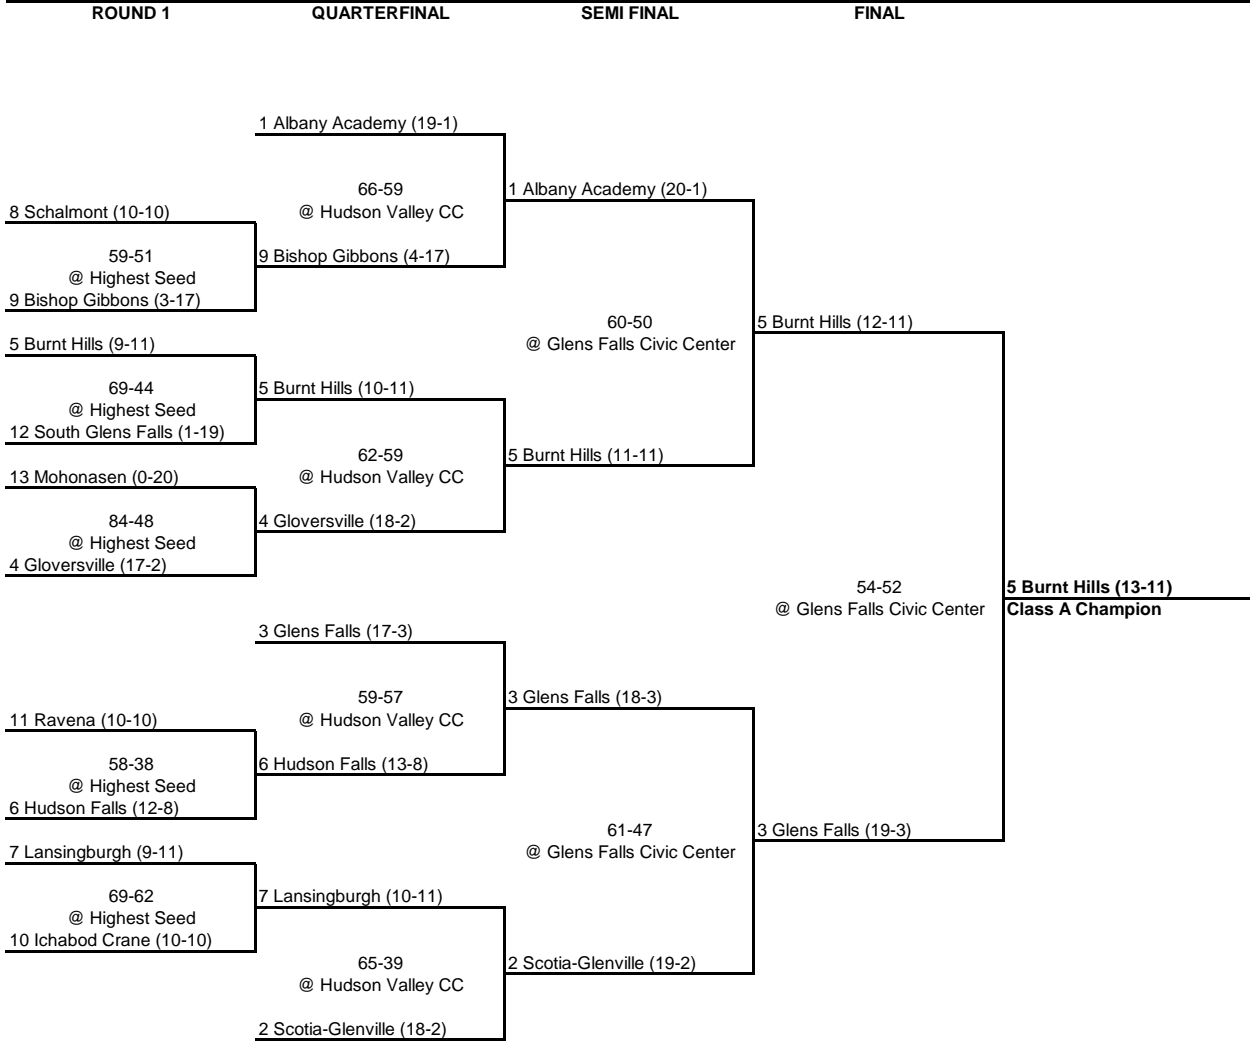 ROUND 1 QUARTERFINAL SEMI FINAL FINAL
1 Albany Academy (19-1)
66-59
@ Hudson Valley CC
1 Albany Academy (20-1)
8 Schalmont (10-10)
59-51
@ Highest Seed
9 Bishop Gibbons (3-17)
9 Bishop Gibbons (4-17)
60-50
@ Glens Falls Civic Center
5 Burnt Hills (12-11)
5 Burnt Hills (9-11)
69-44
@ Highest Seed
12 South Glens Falls (1-19)
5 Burnt Hills (10-11)
62-59
@ Hudson Valley CC
5 Burnt Hills (11-11)
13 Mohonasen (0-20)
84-48
@ Highest Seed
4 Gloversville (17-2)
4 Gloversville (18-2)
54-52
@ Glens Falls Civic Center
5 Burnt Hills (13-11)
Class A Champion
3 Glens Falls (17-3)
59-57
@ Hudson Valley CC
3 Glens Falls (18-3)
11 Ravena (10-10)
58-38
@ Highest Seed
6 Hudson Falls (12-8)
6 Hudson Falls (13-8)
61-47
@ Glens Falls Civic Center
3 Glens Falls (19-3)
7 Lansingburgh (9-11)
69-62
@ Highest Seed
10 Ichabod Crane (10-10)
7 Lansingburgh (10-11)
65-39
@ Hudson Valley CC
2 Scotia-Glenville (19-2)
2 Scotia-Glenville (18-2)